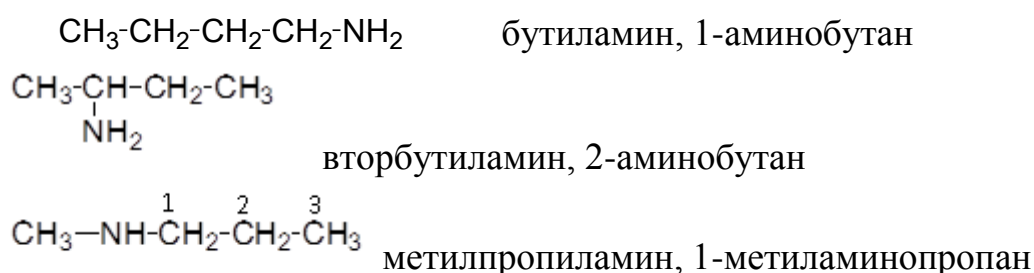 CH₃-CH₂-CH₂-CH₂-NH₂ бутиламин, 1-аминобутан
CH₃-CH-CH₂-CH₃
NH₂
вторбутиламин, 2-аминобутан
1 2 3
CH₃—NH-CH₂-CH₂-CH₃ метилпропиламин, 1-метиламинопропан